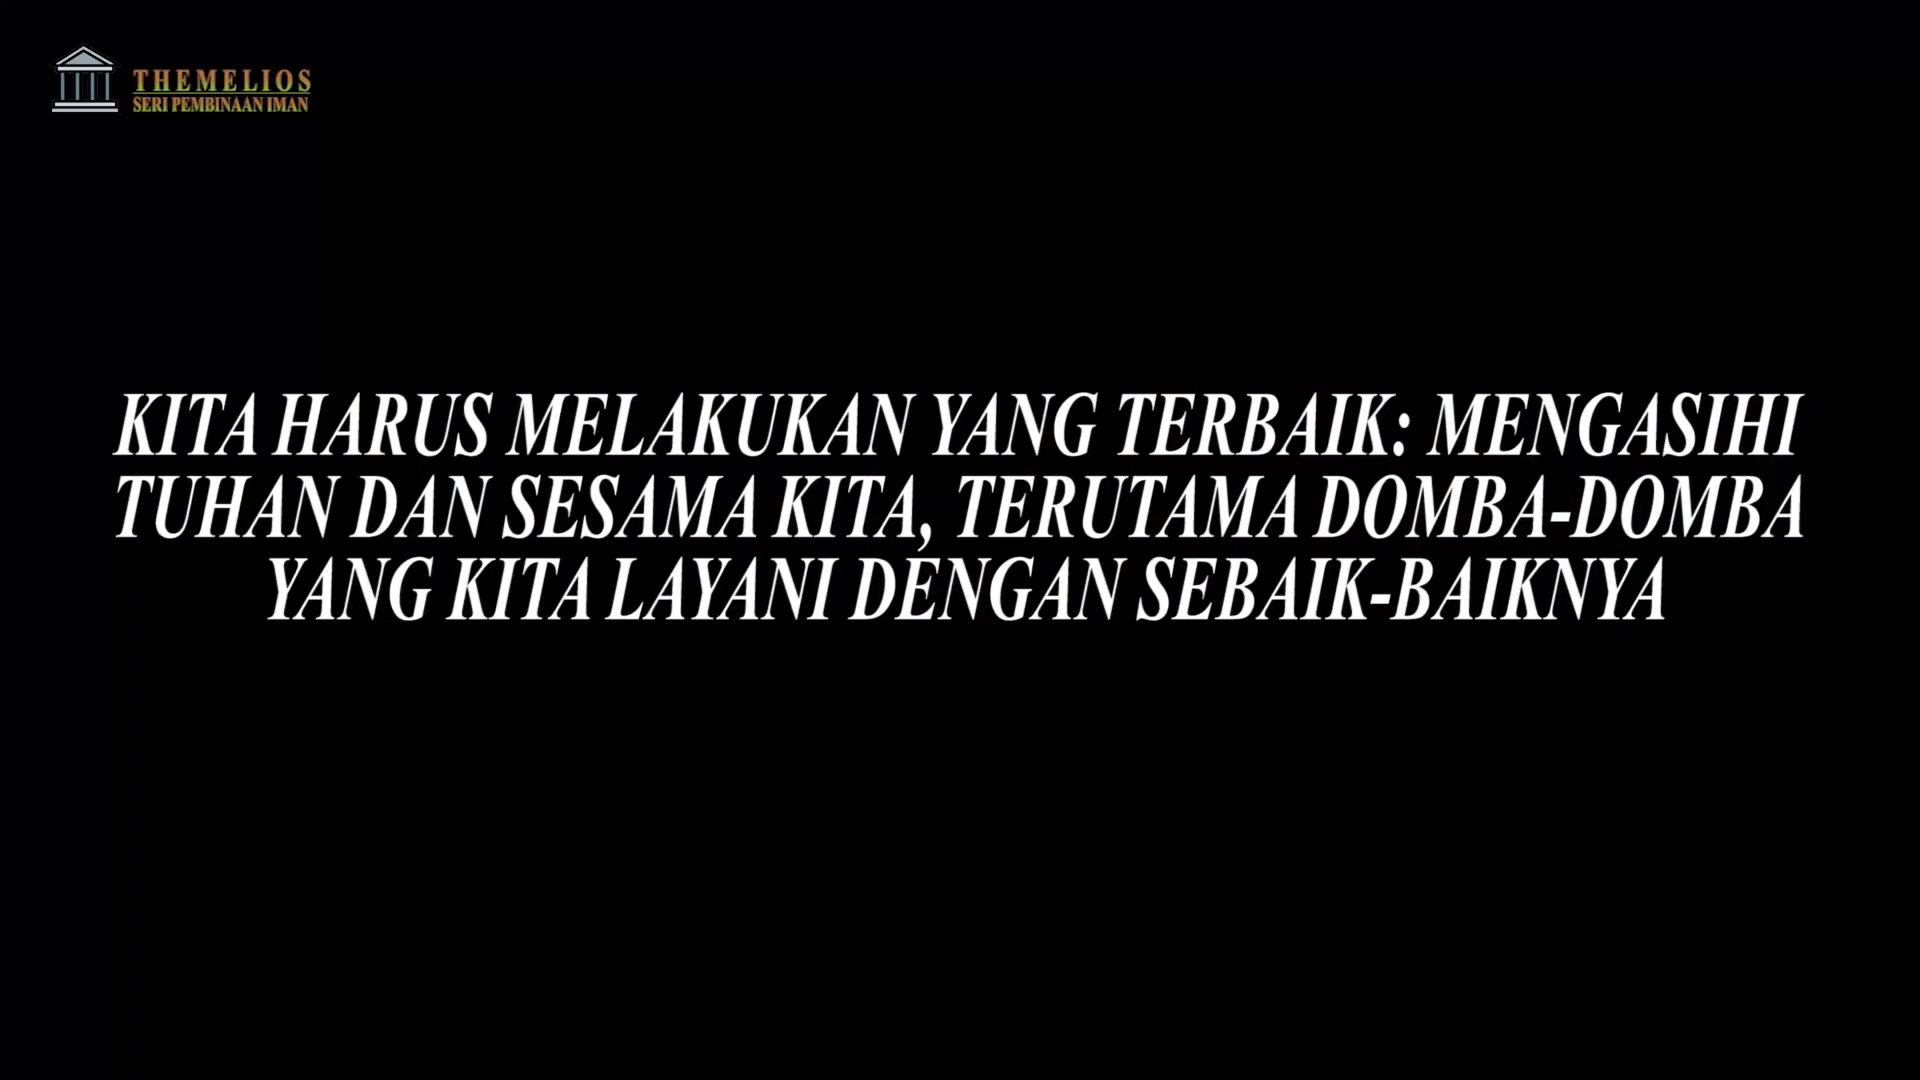 THEMELIOS
SERI PEMBINAAN IMAN
KITA HARUS MELAKUKAN YANG TERBAIK: MENGASIHI
TUHAN DAN SESAMA KITA, TERUTAMA DOMBA-DOMBA
YANG KITA LAYANI DENGAN SEBAIK-BAIKNYA